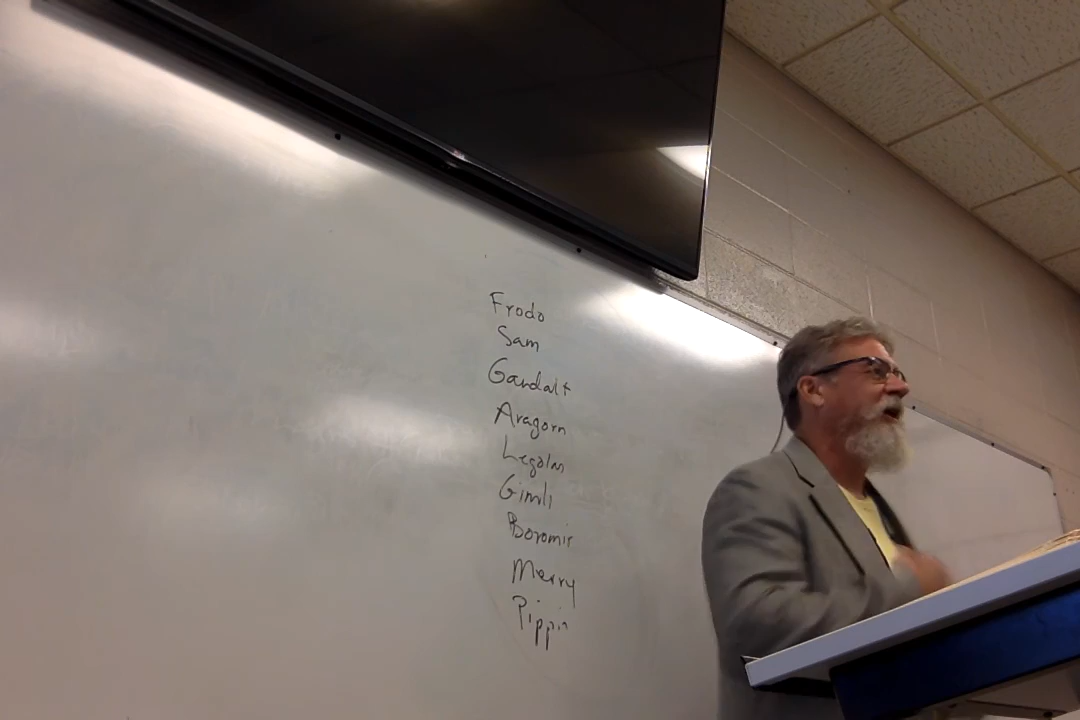 Frodo
Sam
Gandalf
Aragorn
Legolas
Gimli
Boromir
Merry
Pippin